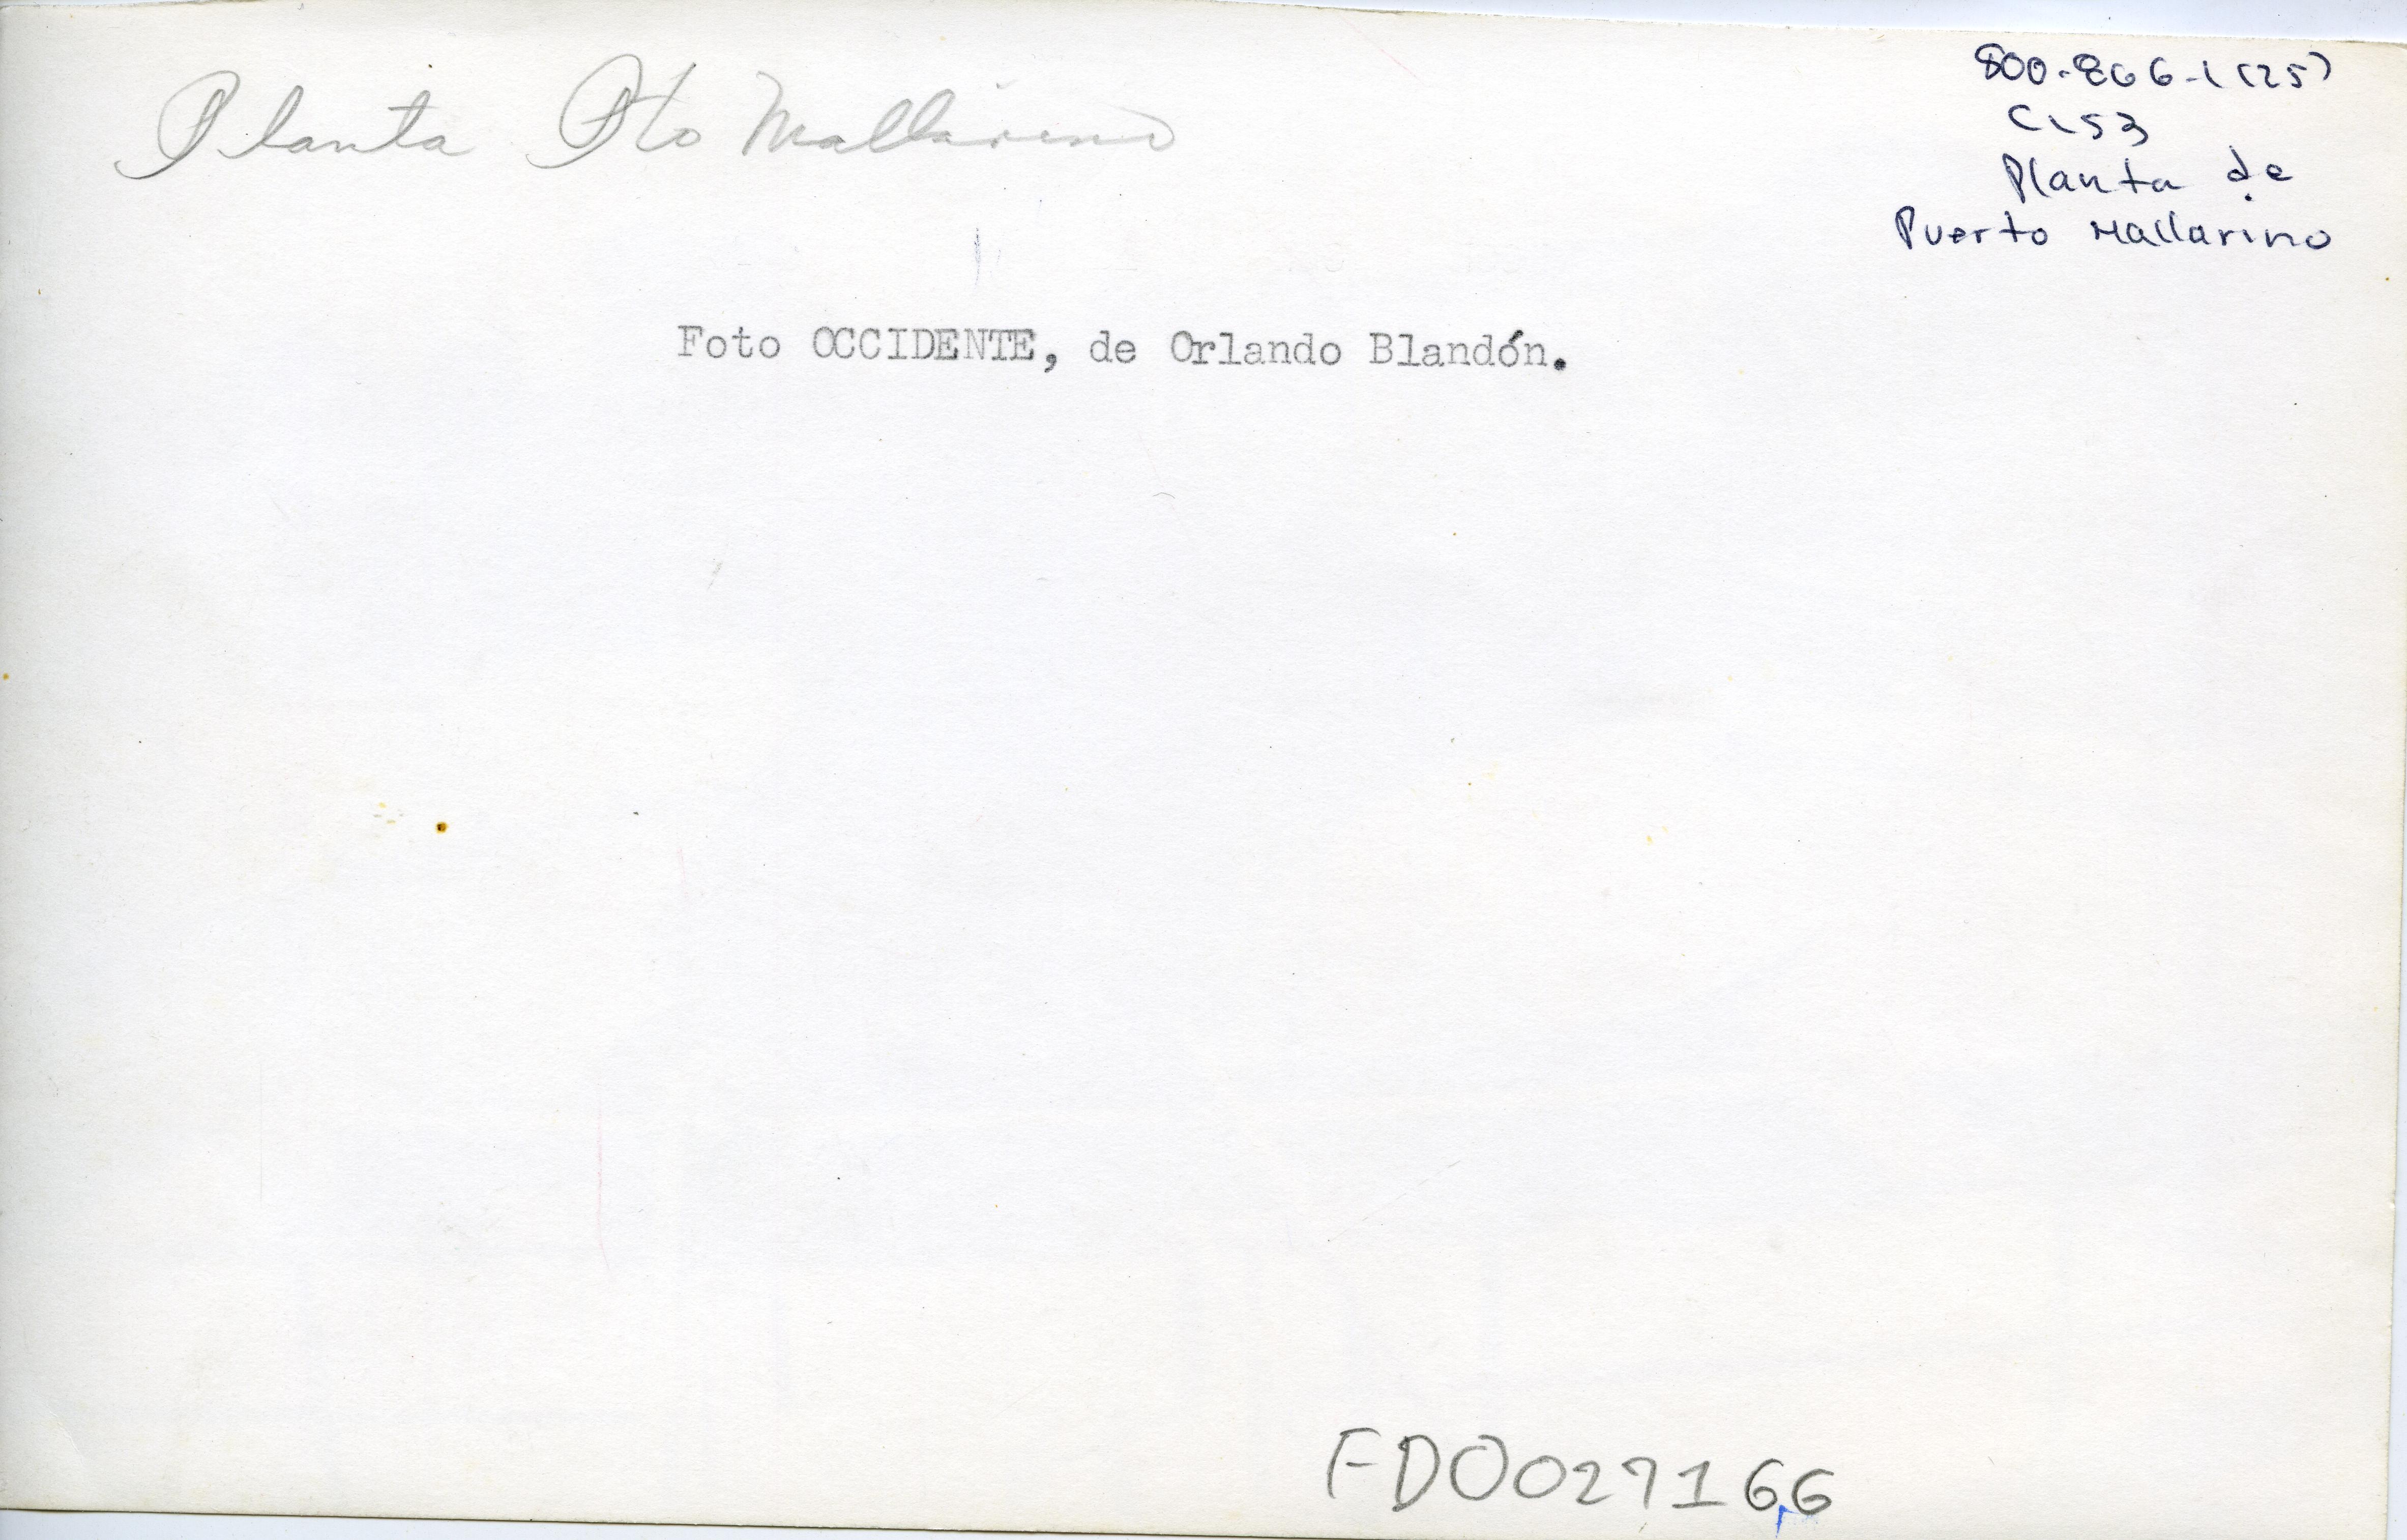 Planta Pto Mallarino
800-866-1(25)
C153
Planta de
Puerto Mallarino
Foto OCCIDENTE, de Orlando Blandón.
FD0027166